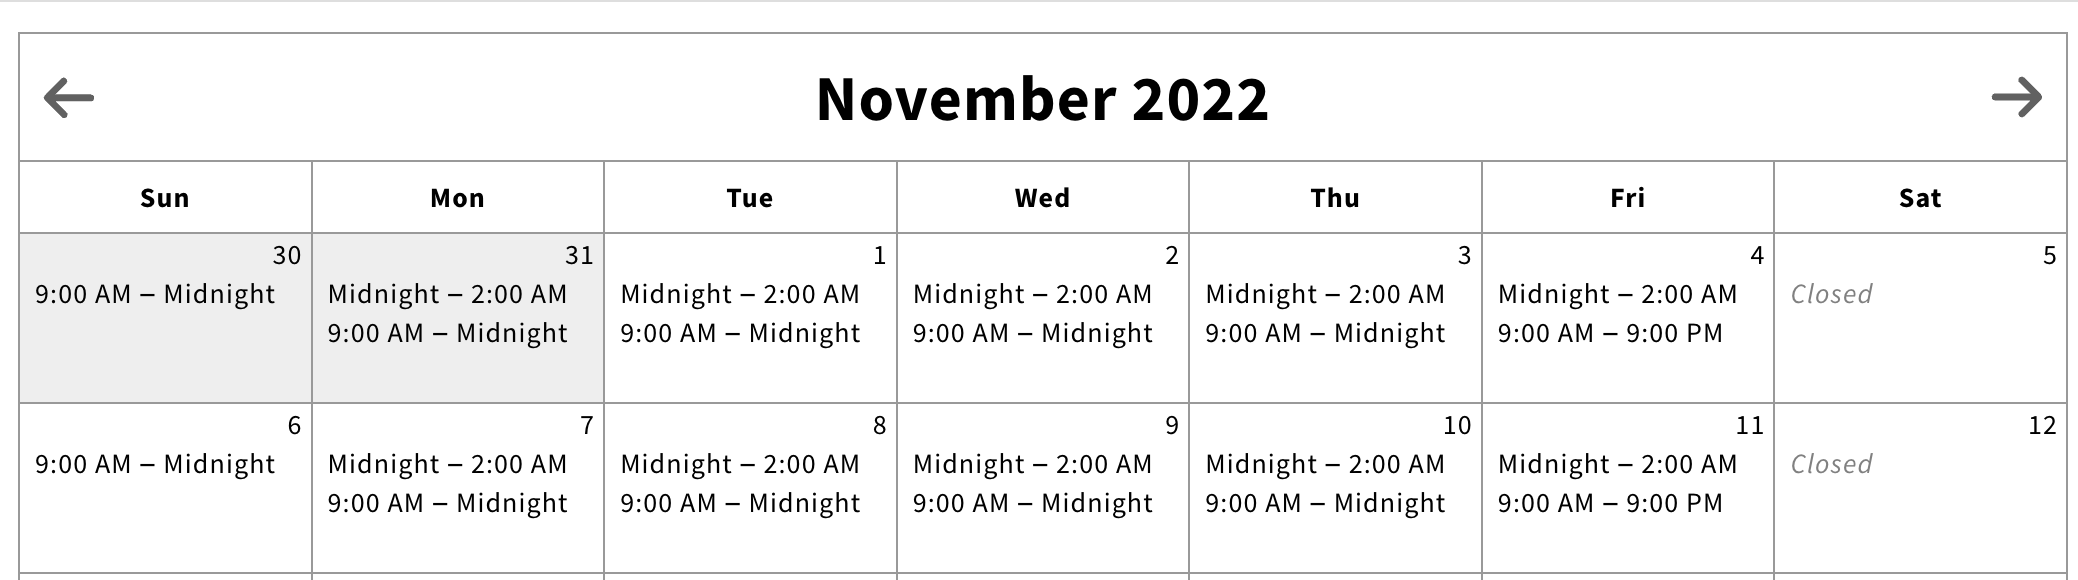 November 2022
Sun Mon Tue Wed Thu Fri Sat
30
9:00 AM – Midnight
31
Midnight – 2:00 AM
9:00 AM – Midnight
1
Midnight – 2:00 AM
9:00 AM – Midnight
2
Midnight – 2:00 AM
9:00 AM – Midnight
3
Midnight – 2:00 AM
9:00 AM – Midnight
4
Midnight – 2:00 AM
9:00 AM – 9:00 PM
5
Closed
6
9:00 AM – Midnight
7
Midnight – 2:00 AM
9:00 AM – Midnight
8
Midnight – 2:00 AM
9:00 AM – Midnight
9
Midnight – 2:00 AM
9:00 AM – Midnight
10
Midnight – 2:00 AM
9:00 AM – Midnight
11
Midnight – 2:00 AM
9:00 AM – 9:00 PM
12
Closed